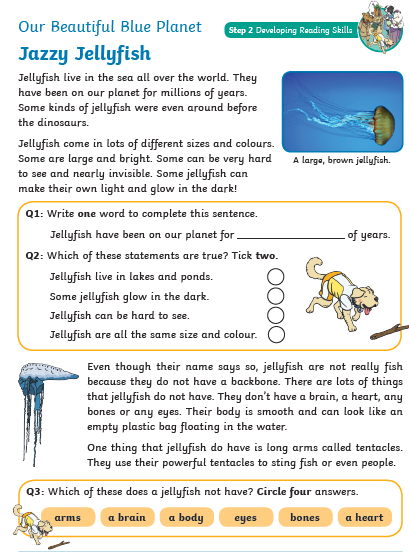 Our Beautiful Blue Planet
Step 2 Developing Reading Skills
Jazzy Jellyfish
Jellyfish live in the sea all over the world. They
have been on our planet for millions of years.
Some kinds of jellyfish were even around before
the dinosaurs.
Jellyfish come in lots of different sizes and colours.
Some are large and bright. Some can be very hard
to see and nearly invisible. Some jellyfish can
make their own light and glow in the dark!
A large, brown jellyfish.
Q1: Write one word to complete this sentence.
Jellyfish have been on our planet for ____________________ of years.
Q2: Which of these statements are true? Tick two.
Jellyfish live in lakes and ponds.
Some jellyfish glow in the dark.
Jellyfish can be hard to see.
Jellyfish are all the same size and colour.
Even though their name says so, jellyfish are not really fish
because they do not have a backbone. There are lots of things
that jellyfish do not have. They don't have a brain, a heart, any
bones or any eyes. Their body is smooth and can look like an
empty plastic bag floating in the water.
One thing that jellyfish do have is long arms called tentacles.
They use their powerful tentacles to sting fish or even people.
Q3: Which of these does a jellyfish not have? Circle four answers.
arms a brain a body eyes bones a heart